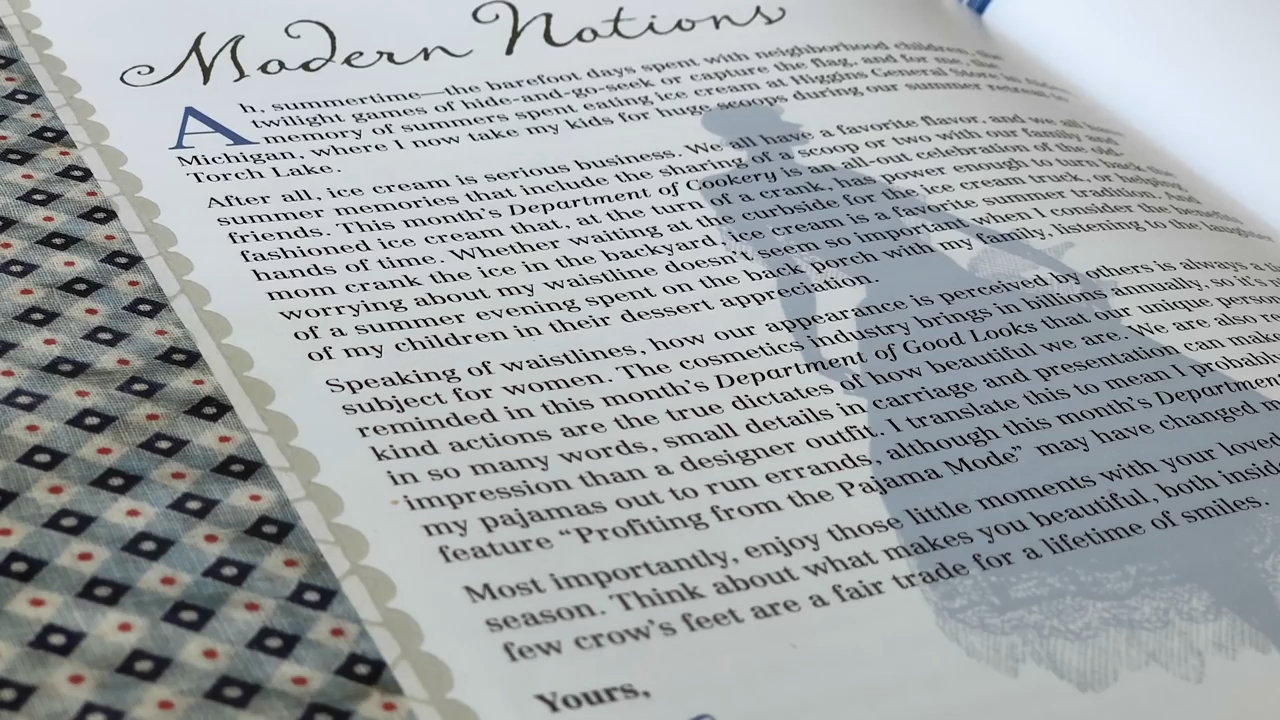 Modern Notions
Ah, summertime—the barefoot days spent with neighborhood children, the
twilight games of hide-and-go-seek or capture the flag, and for me, the
memory of summers spent eating ice cream at Higgins General Store in
Michigan, where I now take my kids for huge scoops during our summer retreat to
Torch Lake.
After all, ice cream is serious business. We all have a favorite flavor, and we all have
summer memories that include the sharing of a scoop or two with our family and
friends. This month's Department of Cookery is an all-out celebration of the old-
fashioned ice cream that, at the turn of a crank, has power enough to turn back the
hands of time. Whether waiting at the curbside for the ice cream truck, or helping
mom crank the ice in the backyard, ice cream is a favorite summer tradition. And
worrying about my waistline doesn't seem so important when I consider the benefits
of a summer evening spent on the back porch with my family, listening to the laughter
of my children in their dessert appreciation.
Speaking of waistlines, how our appearance is perceived by others is always a
subject for women. The cosmetics industry brings in billions annually, so it's
reminded in this month's Department of Good Looks that our unique
kind actions are the true dictates of how beautiful we are. We are also
in so many words, small details in carriage and presentation can make
impression than a designer outfit. I translate this to mean I probably
my pajamas out to run errands, although this month's Department
feature “Profiting from the Pajama Mode” may have changed
Most importantly, enjoy those little moments with your loved
season. Think about what makes you beautiful, both inside
few crow's feet are a fair trade for a lifetime of smiles.
Yours,